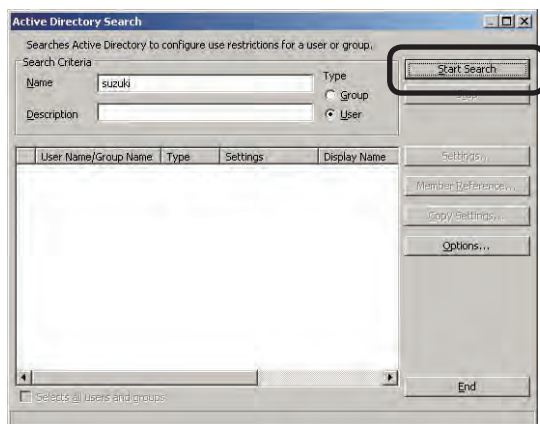 Active Directory Search
Searches Active Directory to configure use restrictions for a user or group.
Search Criteria
Name
suzuki
Type
Group
User
Description
Start Search
Stop
User Name/Group Name Type Settings Display Name
Settings...
Member Reference...
Copy Settings...
Options...
End
Selects all users and groups